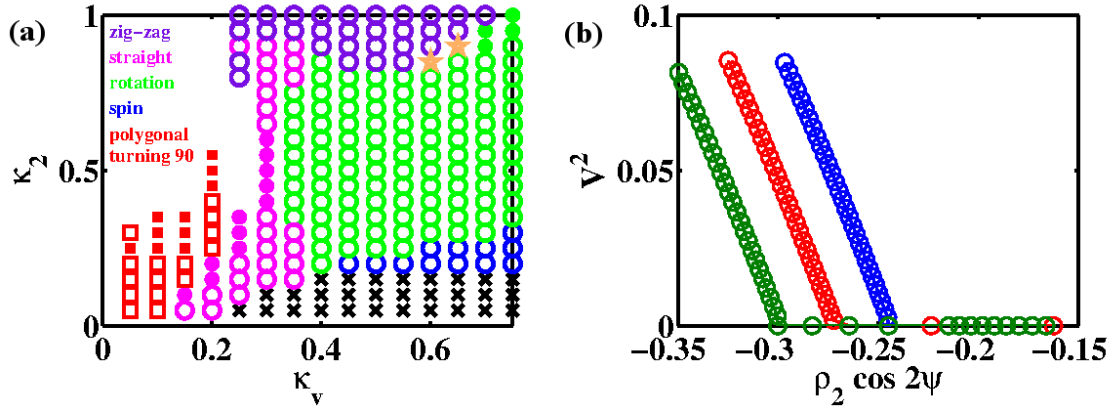 (a)
1
zig-zag
straight
rotation
spin
polygonal
turning 90
κ2
0.5
0
0
0.2
0.4
0.6
κv
(b)
0.1
V²
0.05
0
−0.35
−0.3
−0.25
−0.2
−0.15
ρ2 cos 2ψ